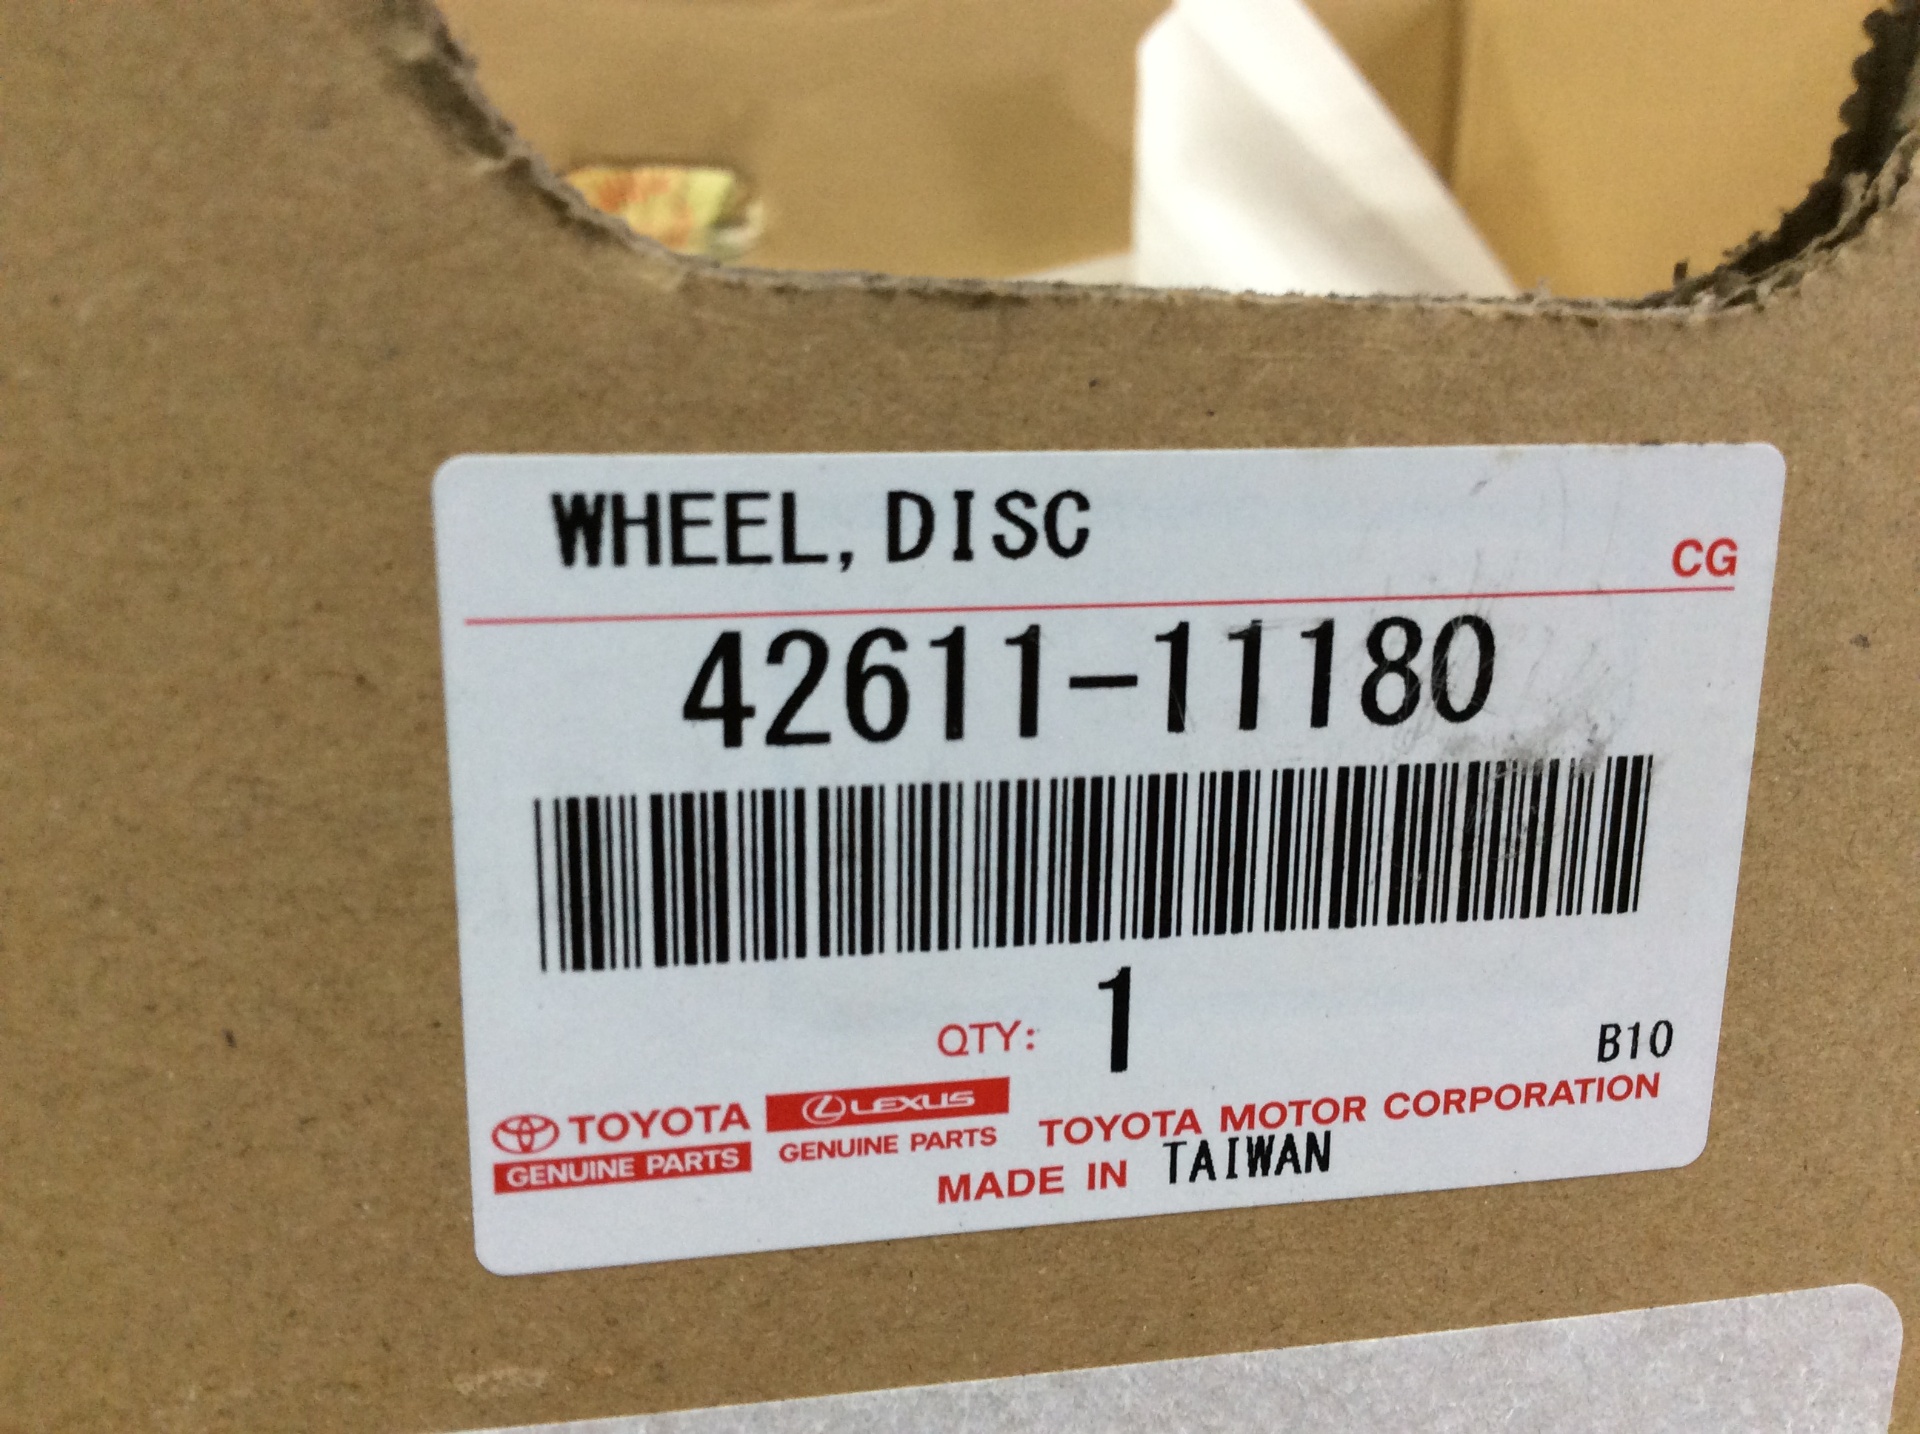 WHEEL, DISC
CG
42611-11180
QTY: 1
B10
TOYOTA
GENUINE PARTS
LEXUS
GENUINE PARTS
TOYOTA MOTOR CORPORATION
MADE IN TAIWAN